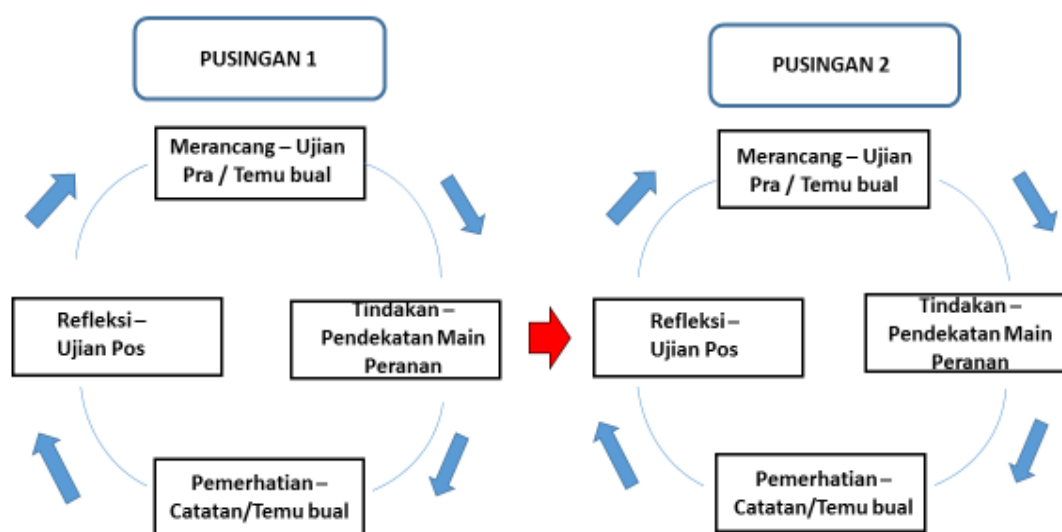 PUSINGAN 1
Merancang – Ujian
Pra / Temu bual
Tindakan –
Pendekatan Main
Peranan
Pemerhatian –
Catatan/Temu bual
Refleksi –
Ujian Pos
PUSINGAN 2
Merancang – Ujian
Pra / Temu bual
Tindakan –
Pendekatan Main
Peranan
Pemerhatian –
Catatan/Temu bual
Refleksi –
Ujian Pos